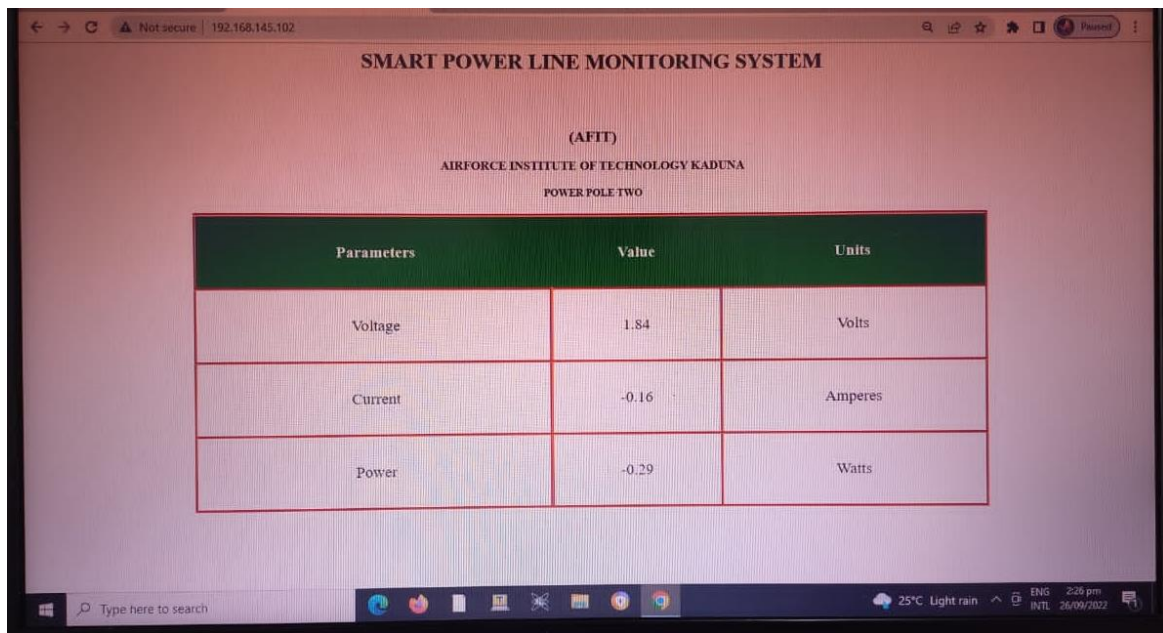 Not secure 192.168.145.102 Paused
SMART POWER LINE MONITORING SYSTEM
(AFIT)
AIRFORCE INSTITUTE OF TECHNOLOGY KADUNA
POWER POLE TWO
Parameters Value Units
Voltage 1.84 Volts
Current -0.16 Amperes
Power -0.29 Watts
Type here to search 25°C Light rain ENG 2:26 pm
INTL 26/09/2022